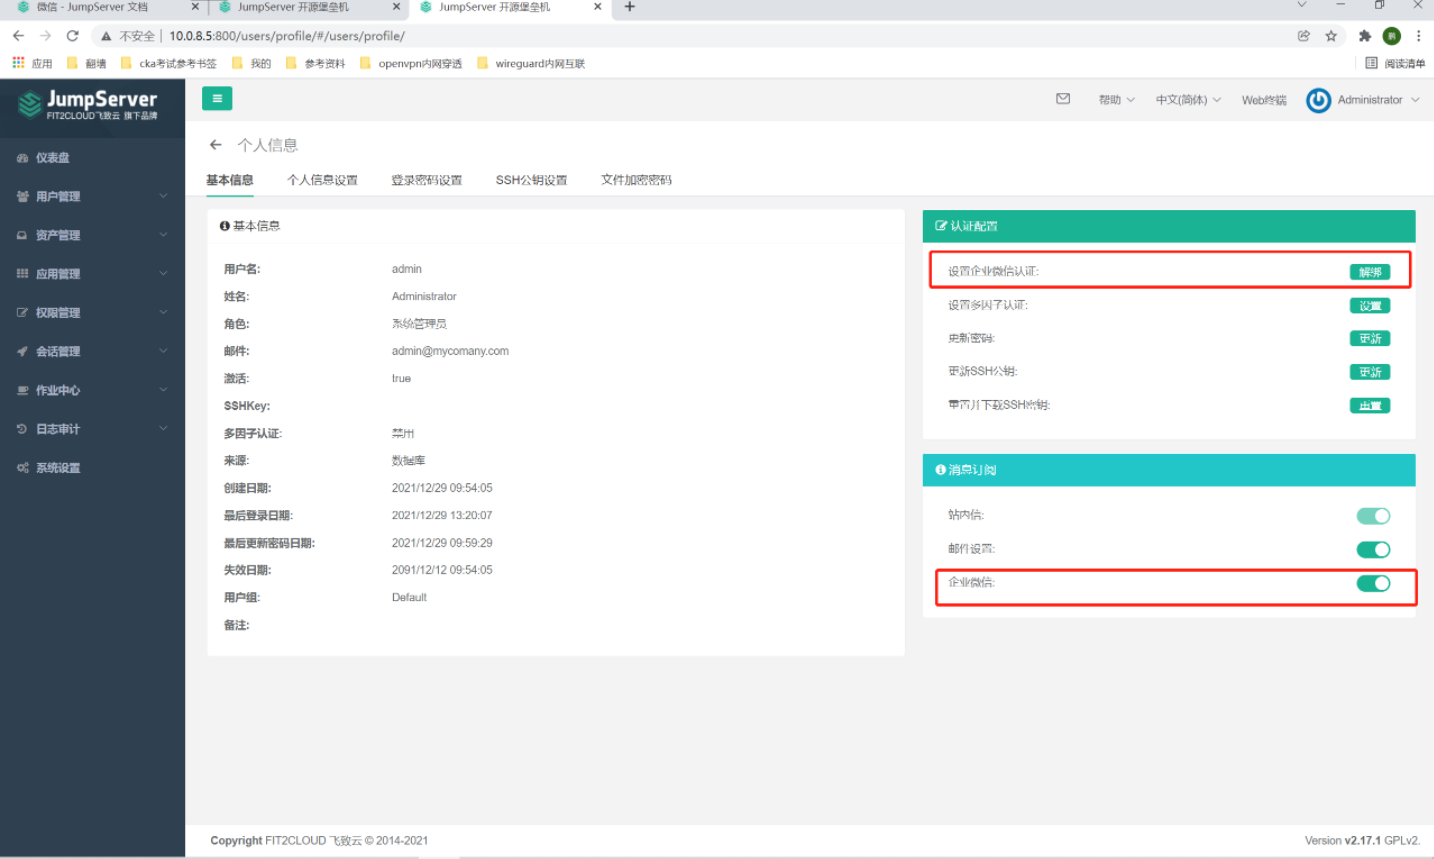 微信 - JumpServer 文档
JumpServer 开源堡垒机
JumpServer 开源堡垒机
不安全 | 10.0.8.5:800/users/profile/#/users/profile/
应用 翻墙 cka考试参考书签 我的 参考资料 openvpn内网穿透 wireguard内网互联 阅读清单
JumpServer
FIT2CLOUD飞致云 旗下品牌
帮助 中文(简体) Web终端 Administrator
仪表盘
用户管理
资产管理
应用管理
权限管理
会话管理
作业中心
日志审计
系统设置
个人信息
基本信息 个人信息设置 登录密码设置 SSH公钥设置 文件加密密码
基本信息
用户名: admin
姓名: Administrator
角色: 系统管理员
邮件: admin@mycomany.com
激活: true
SSHKey:
多因子认证: 禁用
来源: 数据库
创建日期: 2021/12/29 09:54:05
最后登录日期: 2021/12/29 13:20:07
最后更新密码日期: 2021/12/29 09:59:29
失效日期: 2091/12/12 09:54:05
用户组: Default
备注:
认证配置
设置企业微信认证: 解绑
设置多因子认证: 设置
更新密码: 更新
更新SSH公钥: 更新
重置并下载SSH密钥: 重置
消息订阅
站内信:
邮件设置:
企业微信:
Copyright FIT2CLOUD 飞致云 © 2014-2021
Version v2.17.1 GPLv2.